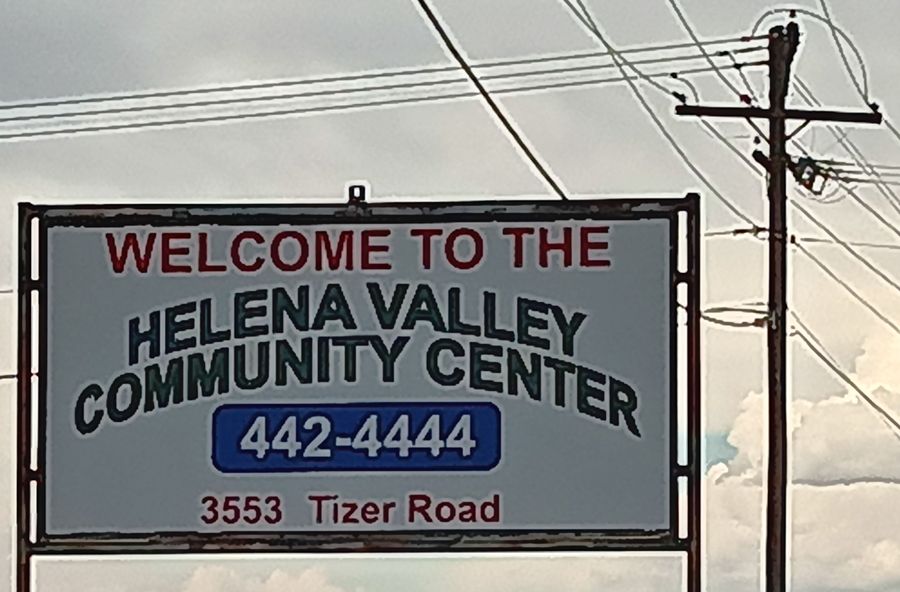 WELCOME TO THE
HELENA VALLEY
COMMUNITY CENTER
442-4444
3553 Tizer Road